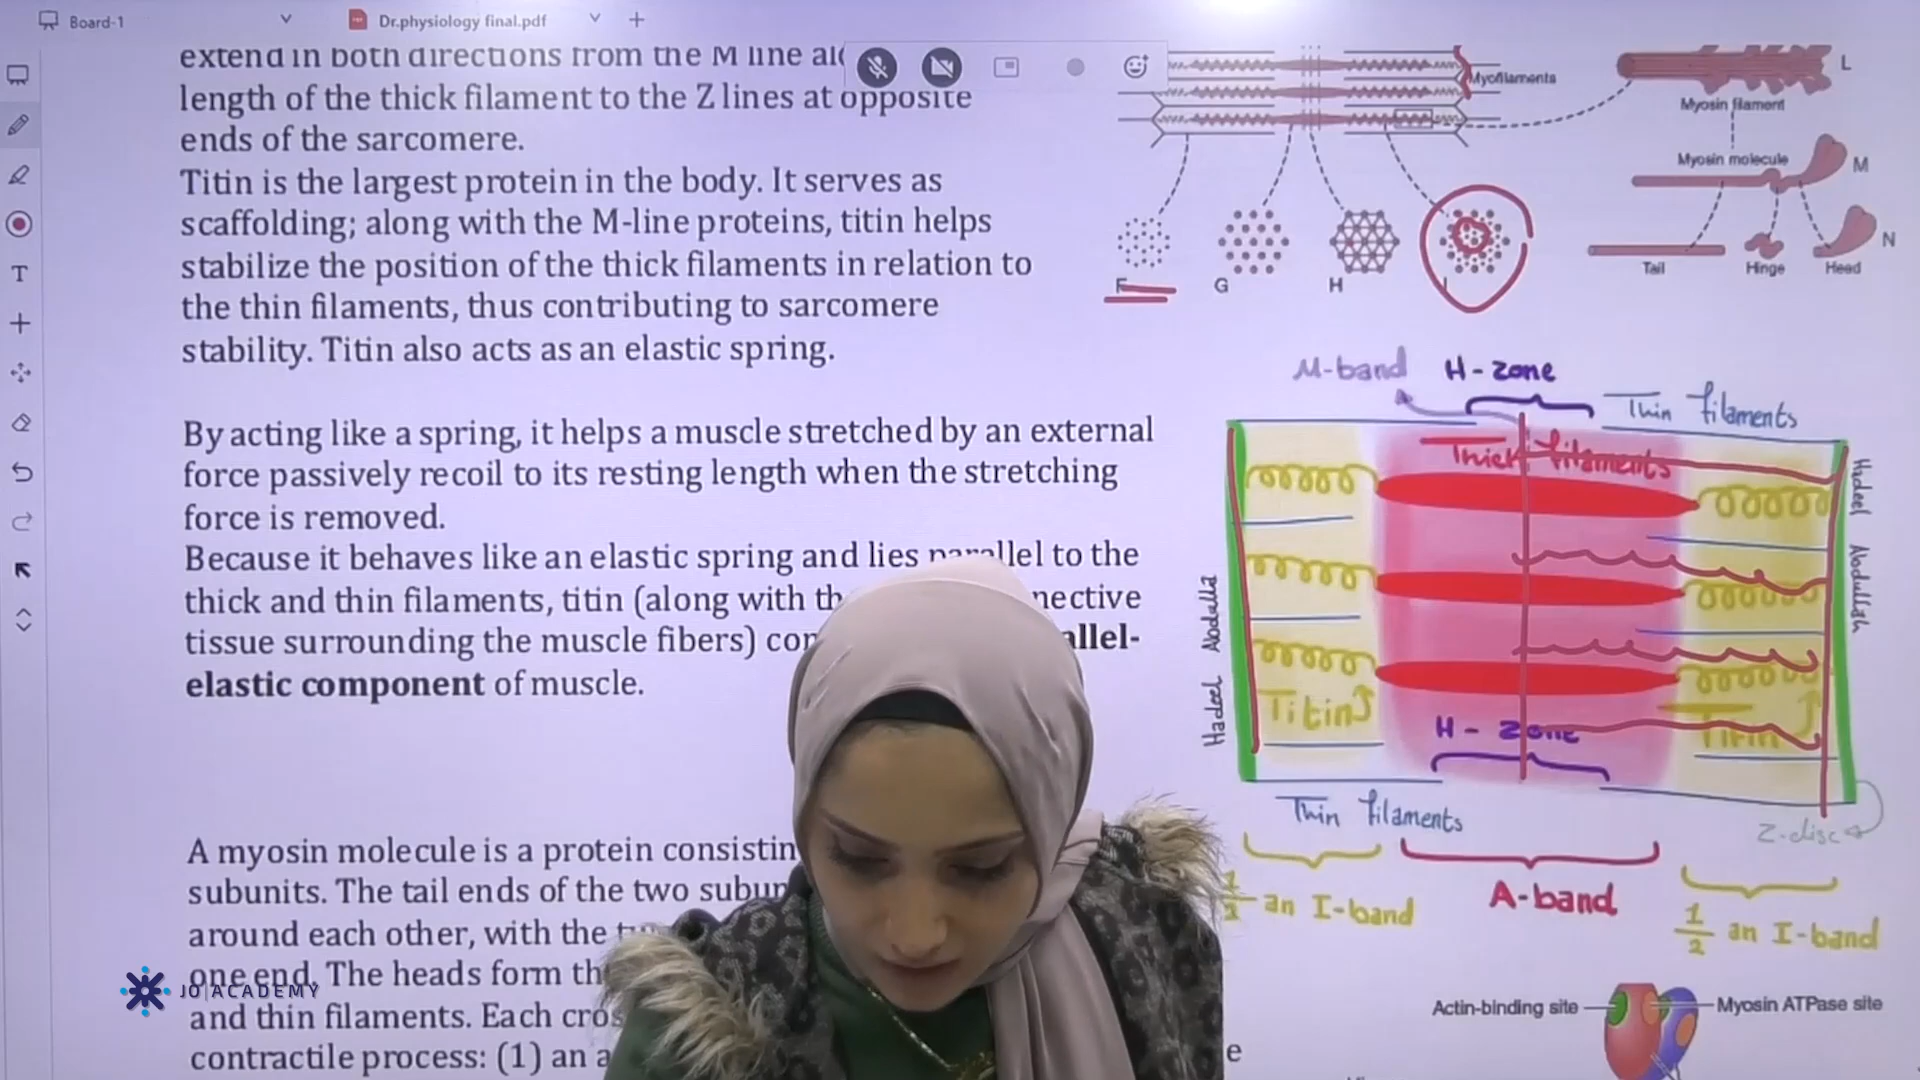 Board-1
Dr.physiology final.pdf
extend in both directions from the M line
length of the thick filament to the Z lines at opposite
ends of the sarcomere.
Titin is the largest protein in the body. It serves as
scaffolding; along with the M-line proteins, titin helps
stabilize the position of the thick filaments in relation to
the thin filaments, thus contributing to sarcomere
stability. Titin also acts as an elastic spring.
By acting like a spring, it helps a muscle stretched by an external
force passively recoil to its resting length when the stretching
force is removed.
Because it behaves like an elastic spring and lies parallel to the
thick and thin filaments, titin (along with
tissue surrounding the muscle fibers)
elastic component of muscle.
A myosin molecule is a protein
subunits. The tail ends of the two
around each other, with the
one end. The heads form
and thin filaments. Each
contractile process: (1) an
JO ACADEMY
Myofilaments
L
Myosin filament
Myosin molecule
M
N
Tail
Hinge
Head
F
G
H
I
M-band
H-zone
Thin filaments
Thick filaments
Hadeel Abdalla
Hadeel Abdullah
Titin
Titin
H-Zone
Thin filaments
Z-disc
1/2 an I-band
A-band
1/2 an I-band
Actin-binding site
Myosin ATPase site